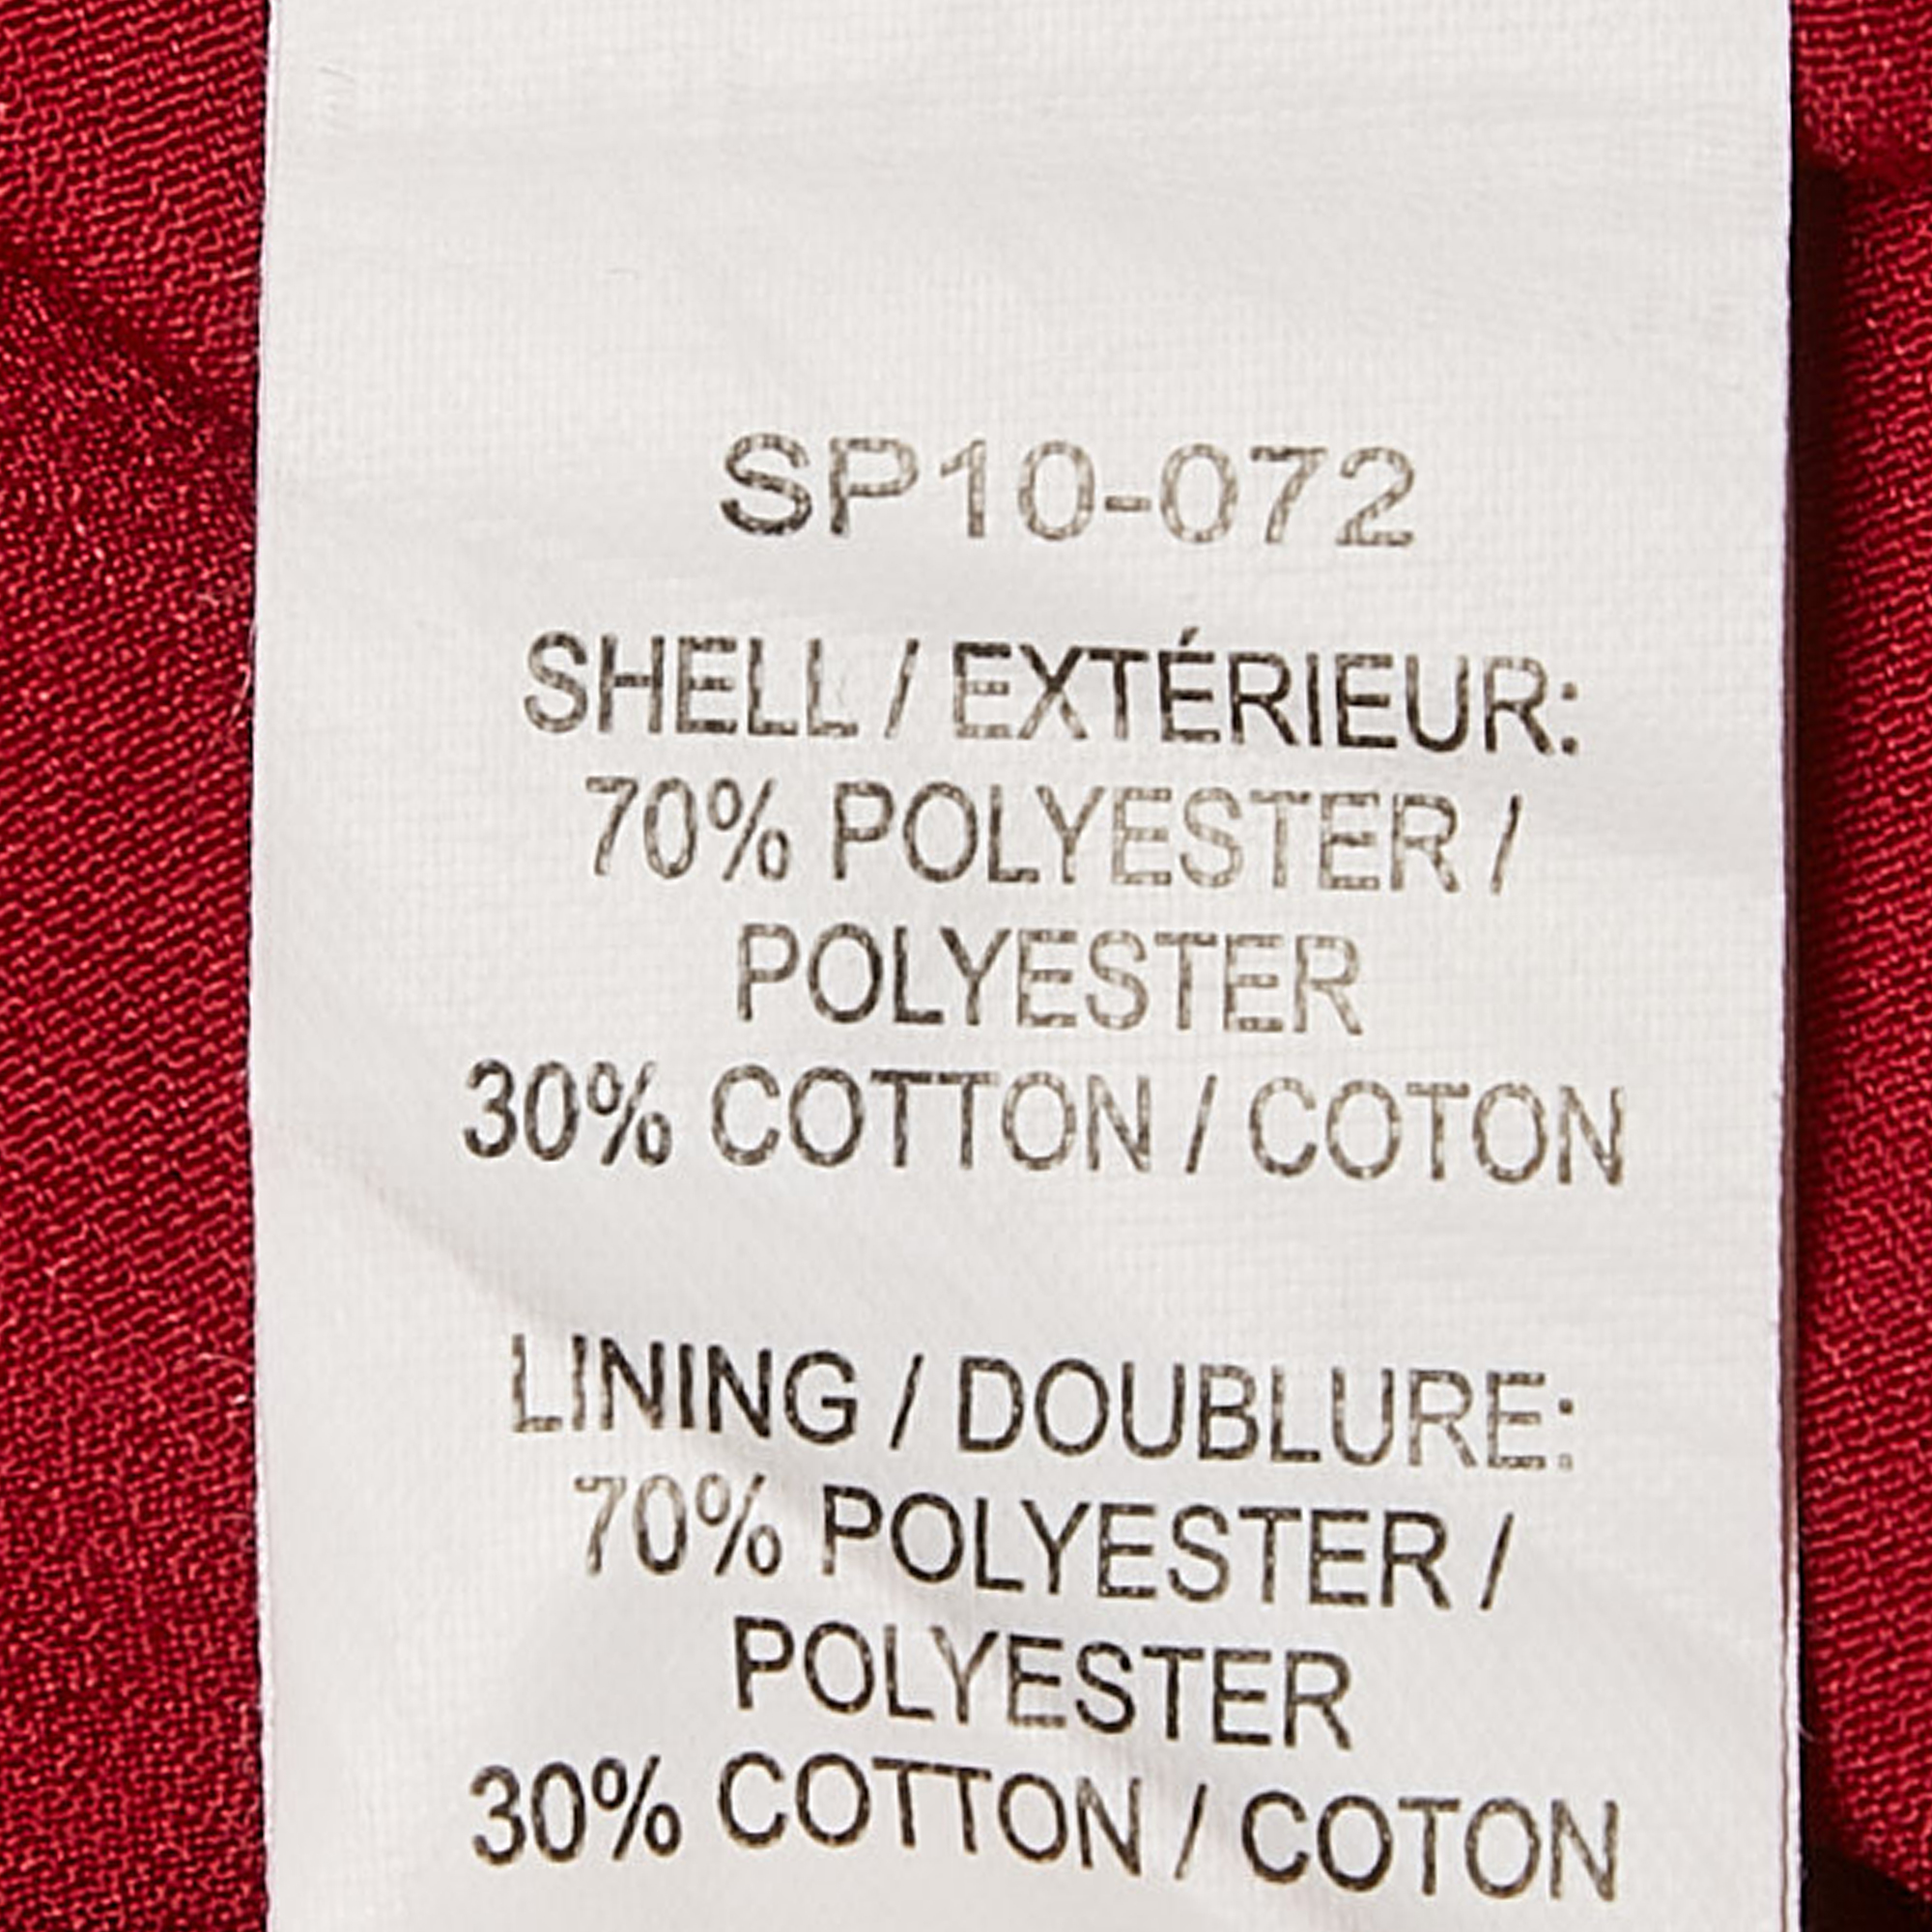 SP10-072
SHELL / EXTÉRIEUR:
70% POLYESTER /
POLYESTER
30% COTTON / COTON
LINING / DOUBLURE:
70% POLYESTER /
POLYESTER
30% COTTON / COTON